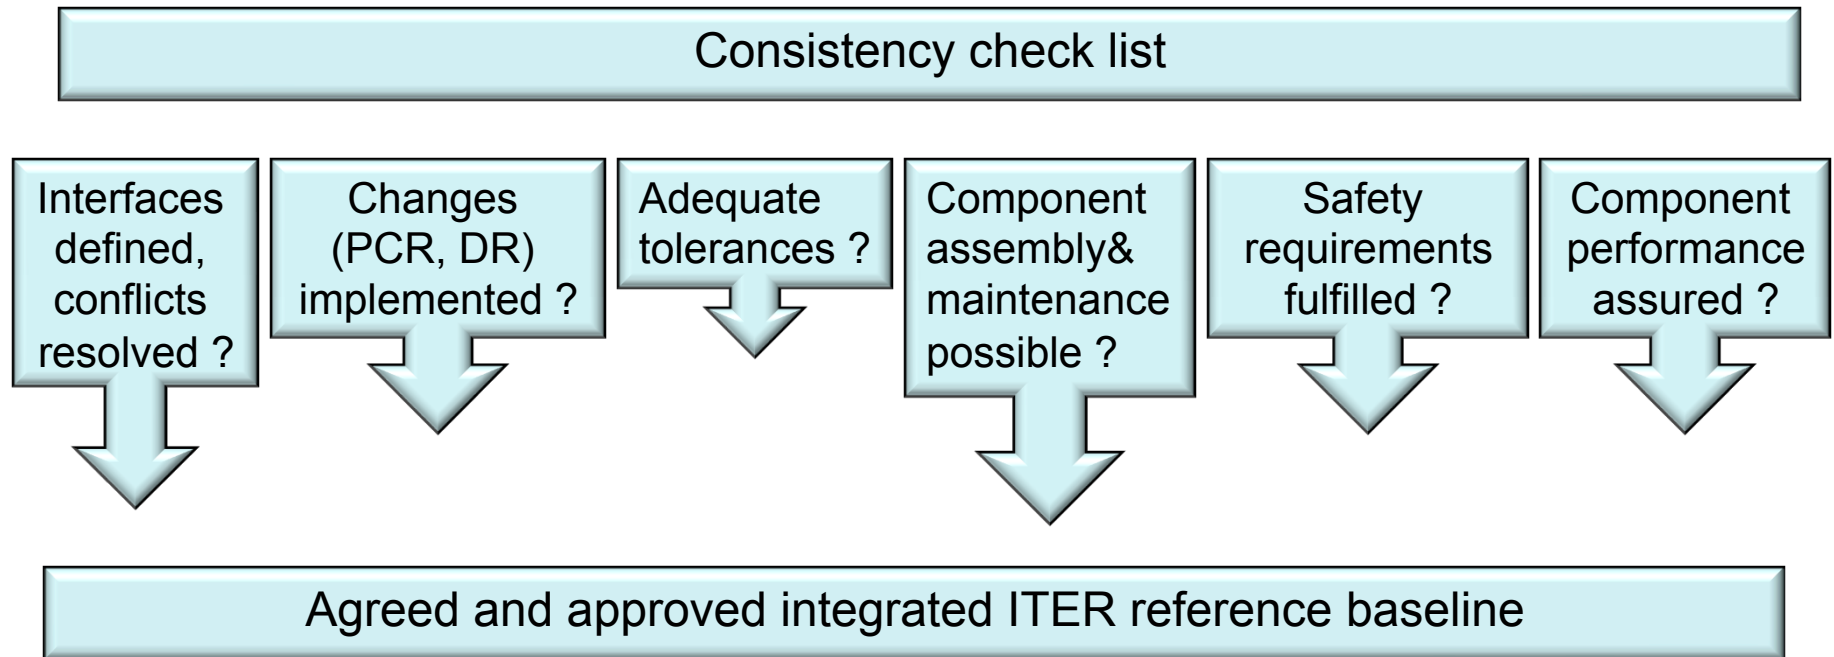 Consistency check list
Interfaces
defined,
conflicts
resolved ?
Changes
(PCR, DR)
implemented ?
Adequate
tolerances ?
Component
assembly&
maintenance
possible ?
Safety
requirements
fulfilled ?
Component
performance
assured ?
Agreed and approved integrated ITER reference baseline